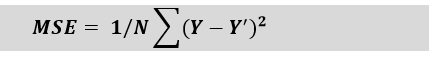 MSE = 1/N ∑(Y − Y′)²